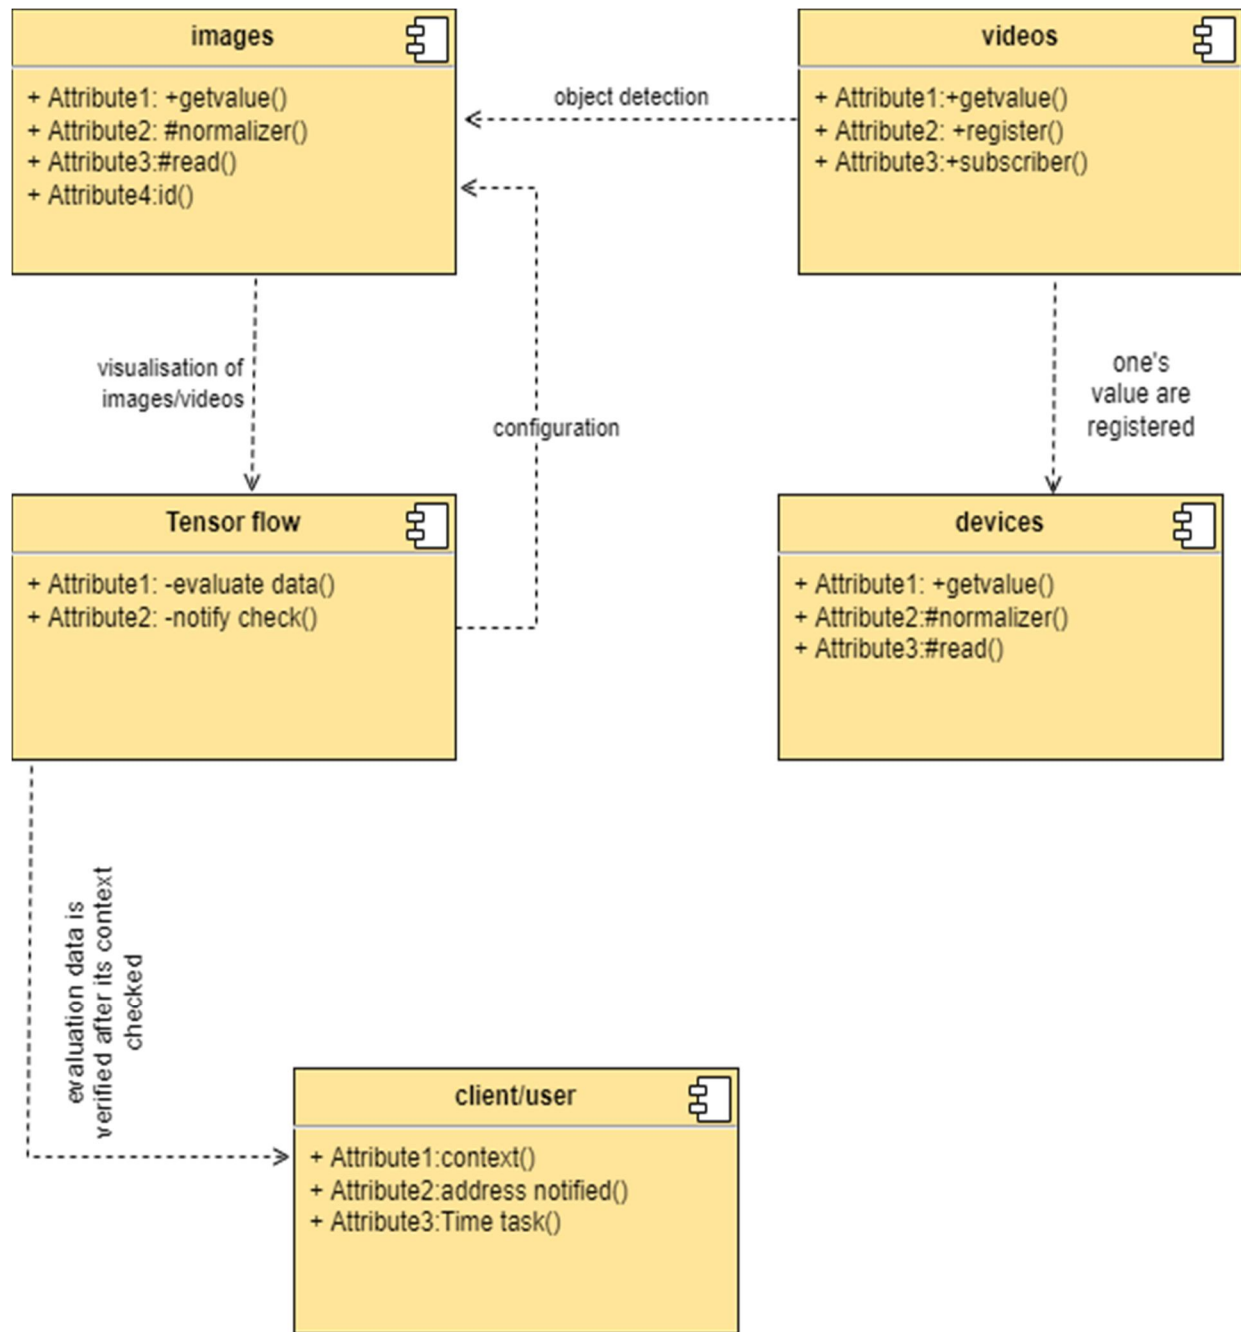 images
+ Attribute1: +getvalue()
+ Attribute2: #normalizer()
+ Attribute3:#read()
+ Attribute4:id()
object detection
videos
+ Attribute1:+getvalue()
+ Attribute2: +register()
+ Attribute3:+subscriber()
visualisation of
images/videos
configuration
one's
value are
registered
Tensor flow
+ Attribute1: -evaluate data()
+ Attribute2: -notify check()
devices
+ Attribute1: +getvalue()
+ Attribute2:#normalizer()
+ Attribute3:#read()
evaluation data is
verified after its context
checked
client/user
+ Attribute1:context()
+ Attribute2:address notified()
+ Attribute3:Time task()